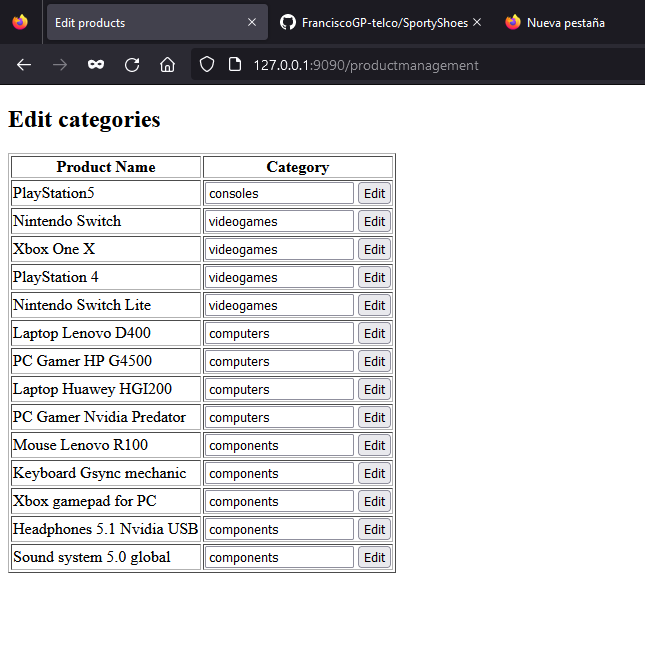 Edit products
FranciscoGP-telco/SportyShoes
Nueva pestaña
127.0.0.1:9090/productmanagement
Edit categories
Product Name Category
PlayStation5 consoles Edit
Nintendo Switch videogames Edit
Xbox One X videogames Edit
PlayStation 4 videogames Edit
Nintendo Switch Lite videogames Edit
Laptop Lenovo D400 computers Edit
PC Gamer HP G4500 computers Edit
Laptop Huawey HGI200 computers Edit
PC Gamer Nvidia Predator computers Edit
Mouse Lenovo R100 components Edit
Keyboard Gsync mechanic components Edit
Xbox gamepad for PC components Edit
Headphones 5.1 Nvidia USB components Edit
Sound system 5.0 global components Edit